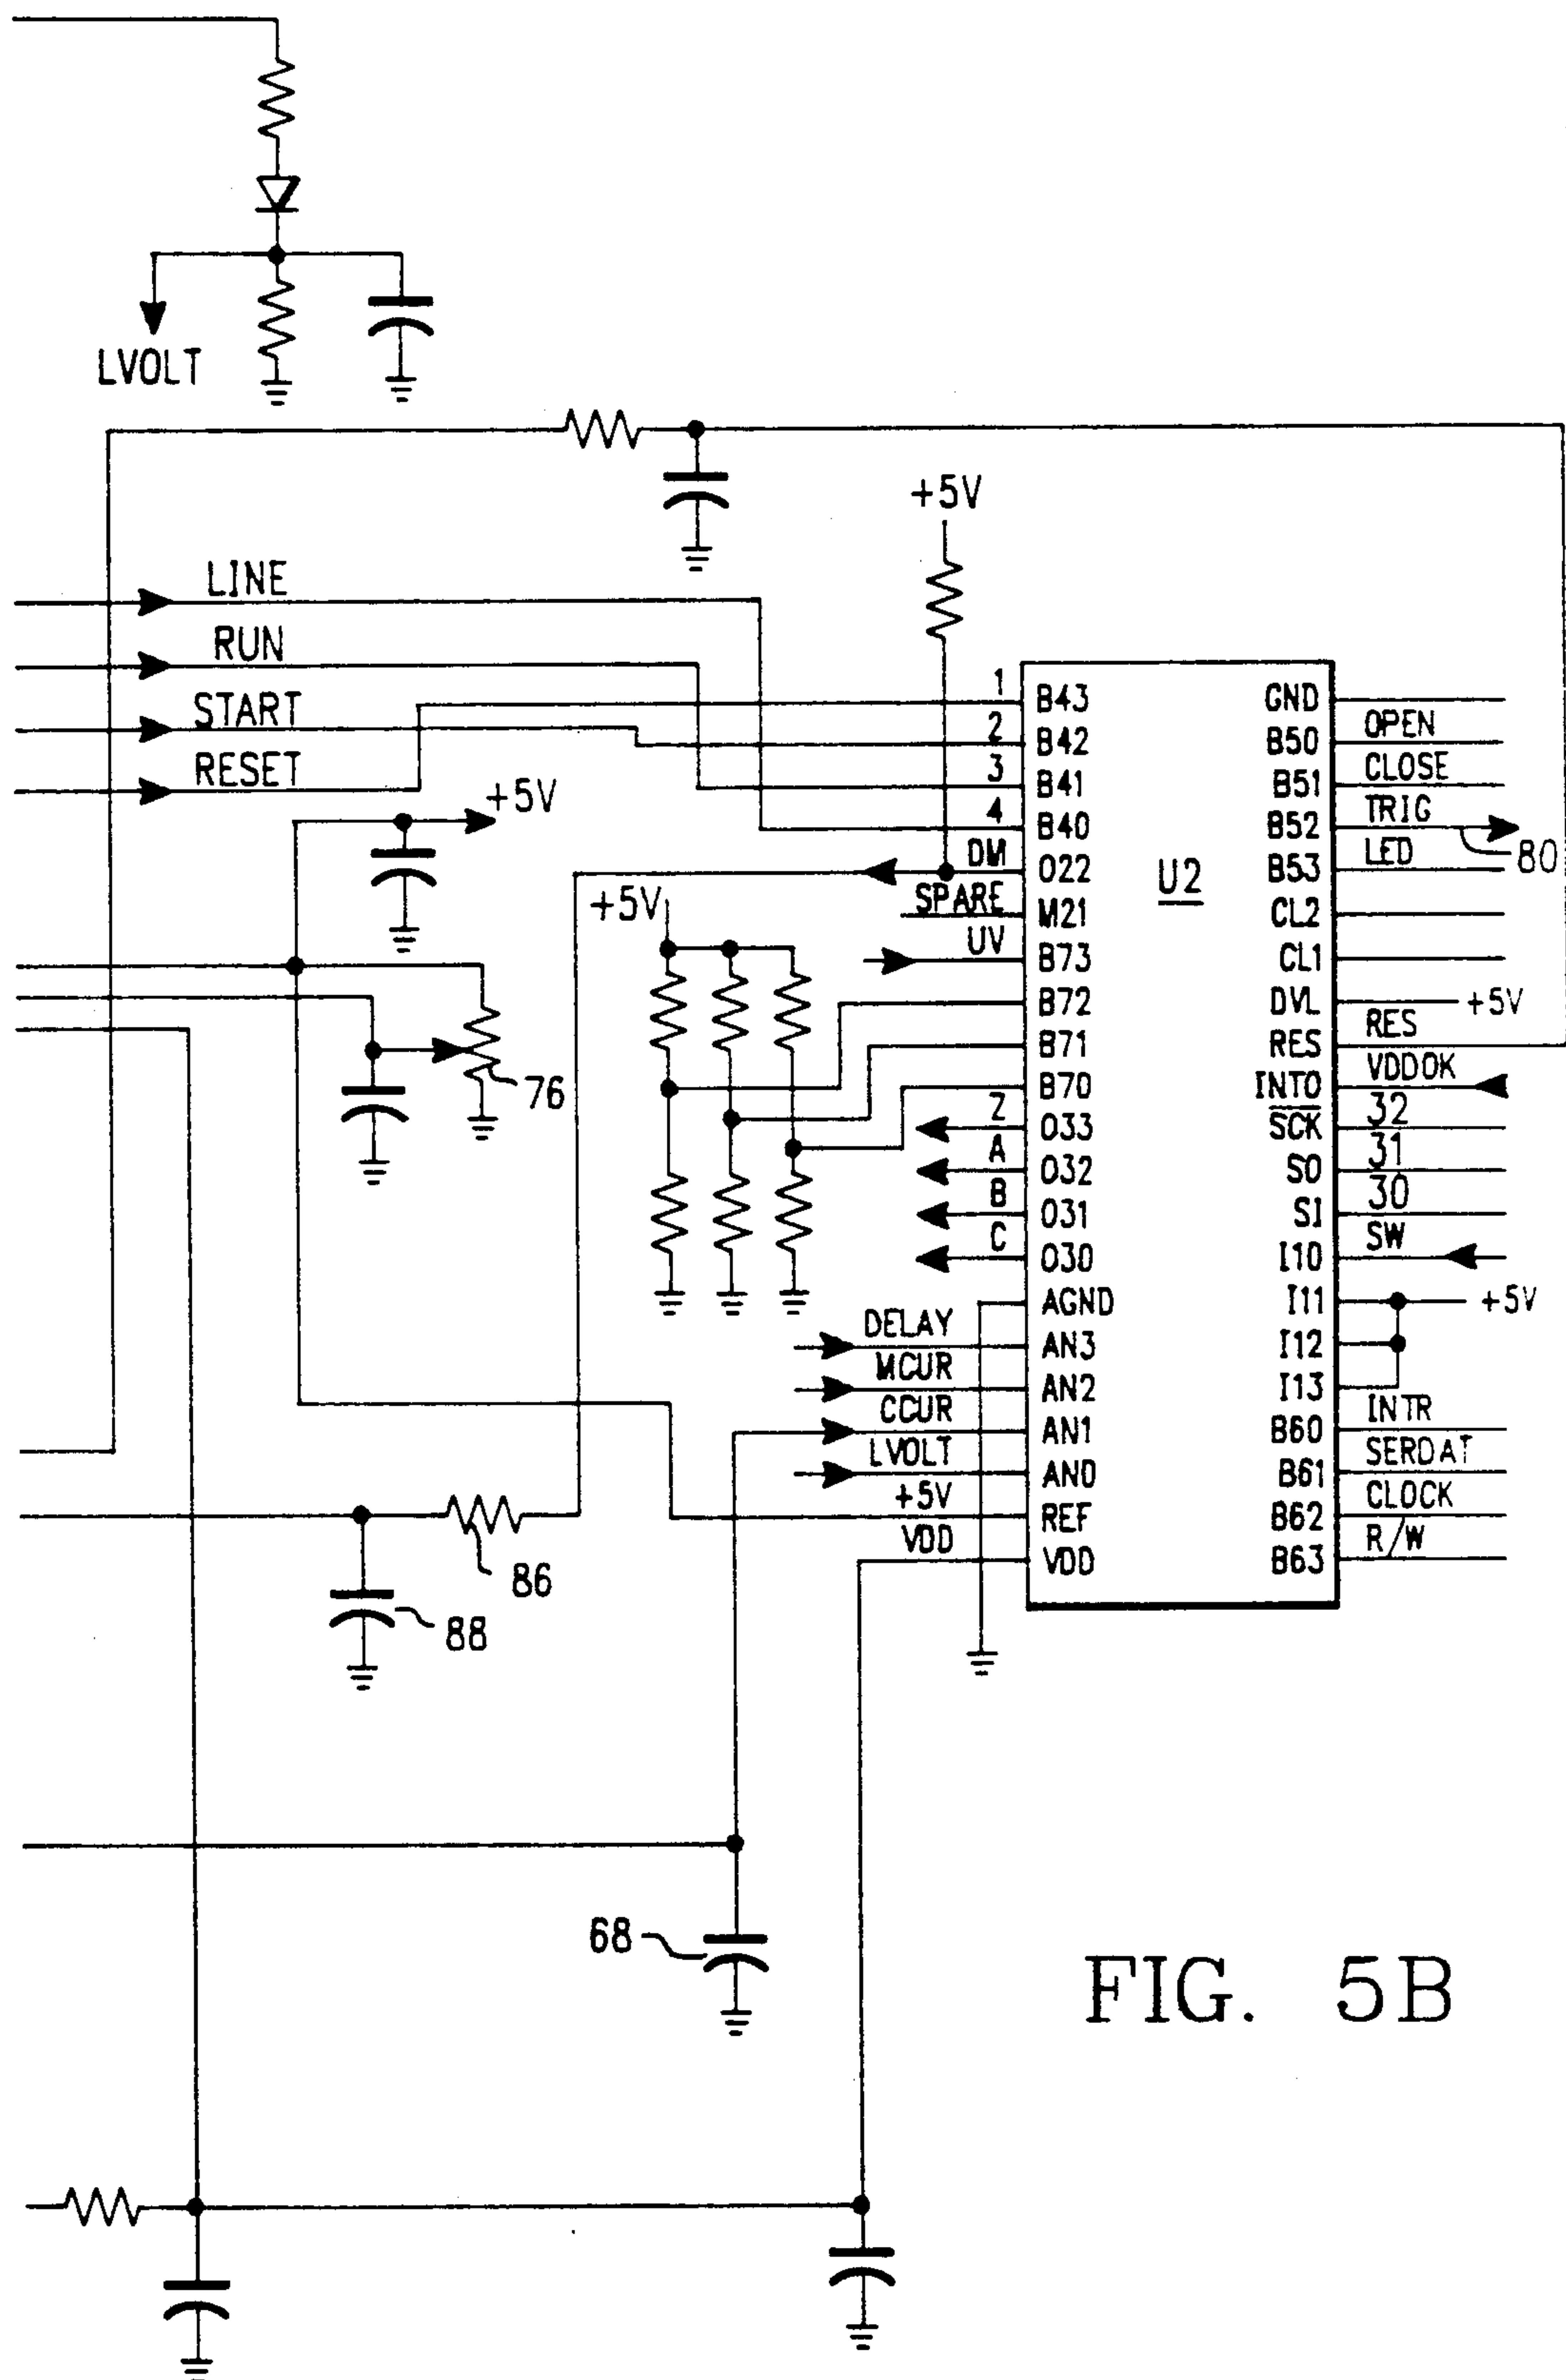 LVOLT
+5V
LINE
RUN
START
RESET
+5V
1 B43
2 B42
3 B41
4 B40
DM O22
SPARE M21
UV B73
B72
B71
B70
Z O33
A O32
B O31
C O30
AGND
DELAY AN3
MCUR AN2
CCUR AN1
LVOLT AN0
+5V REF
VDD VDD
U2
GND
B50 OPEN
B51 CLOSE
B52 TRIG
80
B53 LED
CL2
CL1
DVL +5V
RES RES
INT0 VDDOK
SCK 32
SO 31
SI 30
I10 SW
I11 +5V
I12
I13
B60 INTR
B61 SERDAT
B62 CLOCK
B63 R/W
+5V
76
86
88
68
FIG. 5B